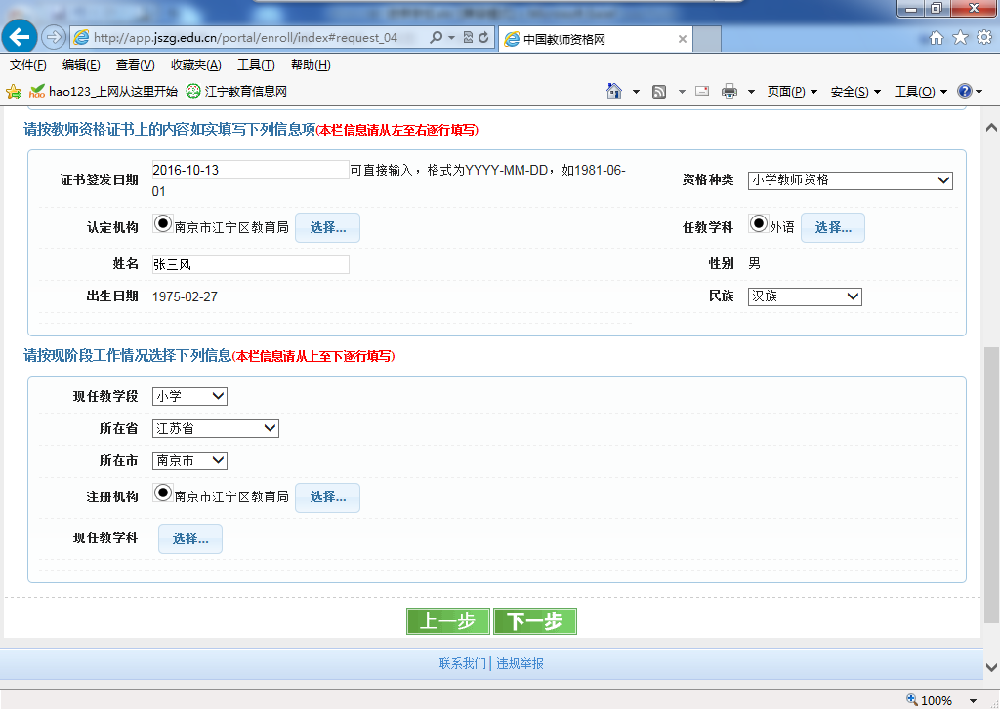 http://app.jszg.edu.cn/portal/enroll/index#request_04
中国教师资格网
文件(F) 编辑(E) 查看(V) 收藏夹(A) 工具(T) 帮助(H)
hao123_上网从这里开始 江宁教育信息网 页面(P) 安全(S) 工具(O)
请按教师资格证书上的内容如实填写下列信息项(本栏信息请从左至右逐行填写)
证书签发日期 2016-10-13 可直接输入，格式为YYYY-MM-DD，如1981-06-
01
资格种类 小学教师资格
认定机构 南京市江宁区教育局 选择... 任教学科 外语 选择...
姓名 张三风 性别 男
出生日期 1975-02-27 民族 汉族
请按现阶段工作情况选择下列信息(本栏信息请从上至下逐行填写)
现任教学段 小学
所在省 江苏省
所在市 南京市
注册机构 南京市江宁区教育局 选择...
现任教学科 选择...
上一步 下一步
联系我们| 违规举报
100%